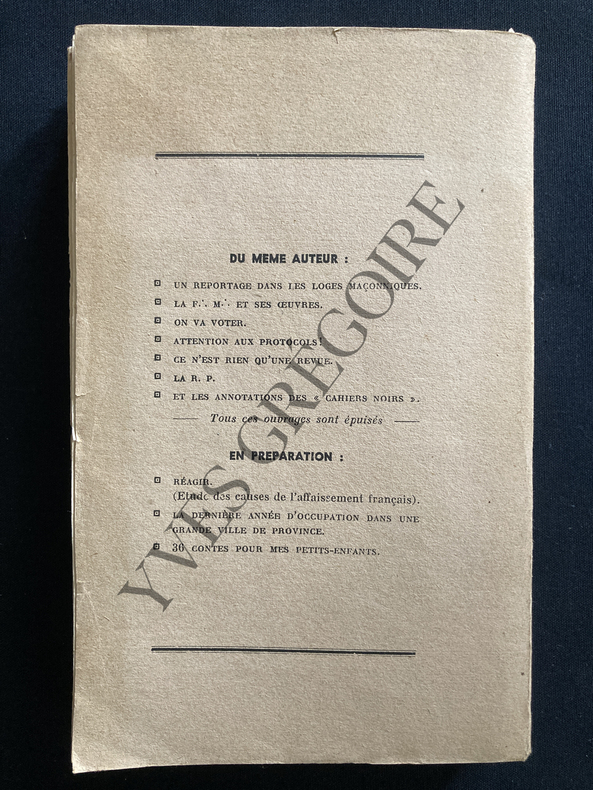 DU MEME AUTEUR :
UN REPORTAGE DANS LES LOGES MAÇONNIQUES.
LA F.·. M.·. ET SES ŒUVRES.
ON VA VOTER.
ATTENTION AUX PROTOCOLS!
CE N'EST RIEN QU'UNE REVUE.
LA R. P.
ET LES ANNOTATIONS DES « CAHIERS NOIRS ».
Tous ces ouvrages sont épuisés
EN PREPARATION :
RÉAGIR.
(Etude des causes de l'affaissement français).
LA DERNIÈRE ANNÉE D'OCCUPATION DANS UNE
GRANDE VILLE DE PROVINCE.
36 CONTES POUR MES PETITS-ENFANTS.
YVES GRÉGOIRE